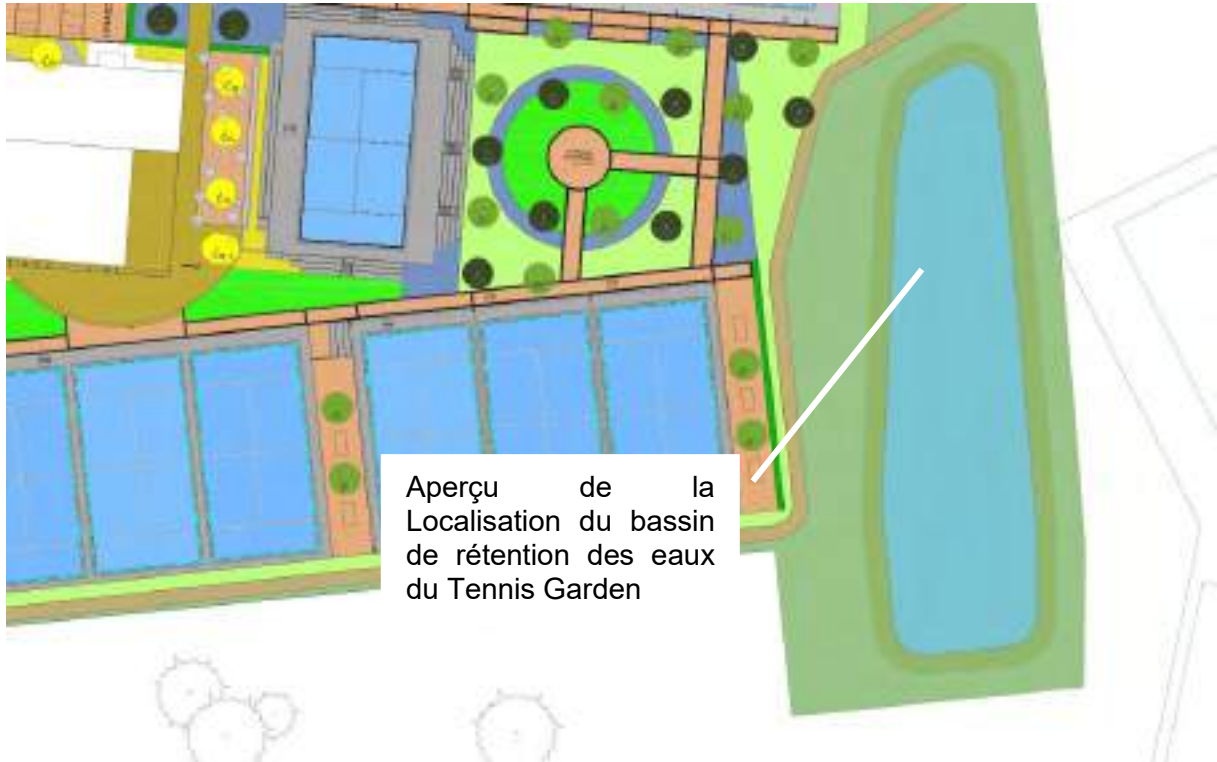 Aperçu de la
Localisation du bassin
de rétention des eaux
du Tennis Garden